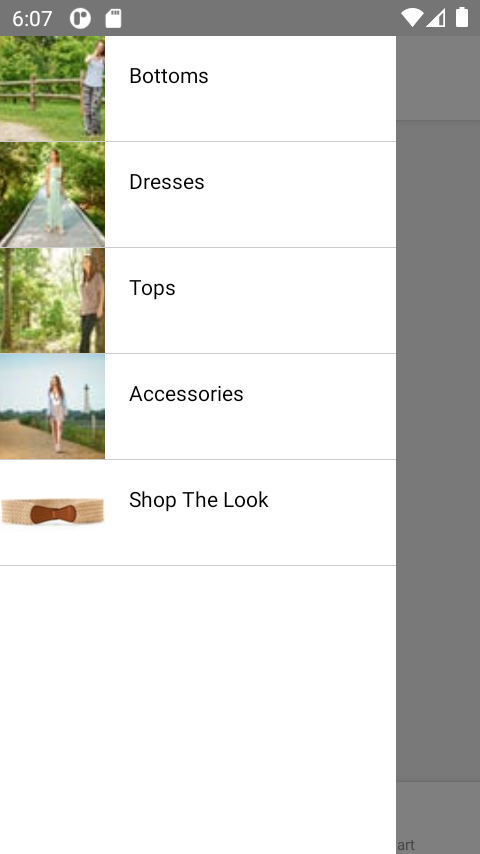 6:07
Bottoms
Dresses
Tops
Accessories
Shop The Look
art